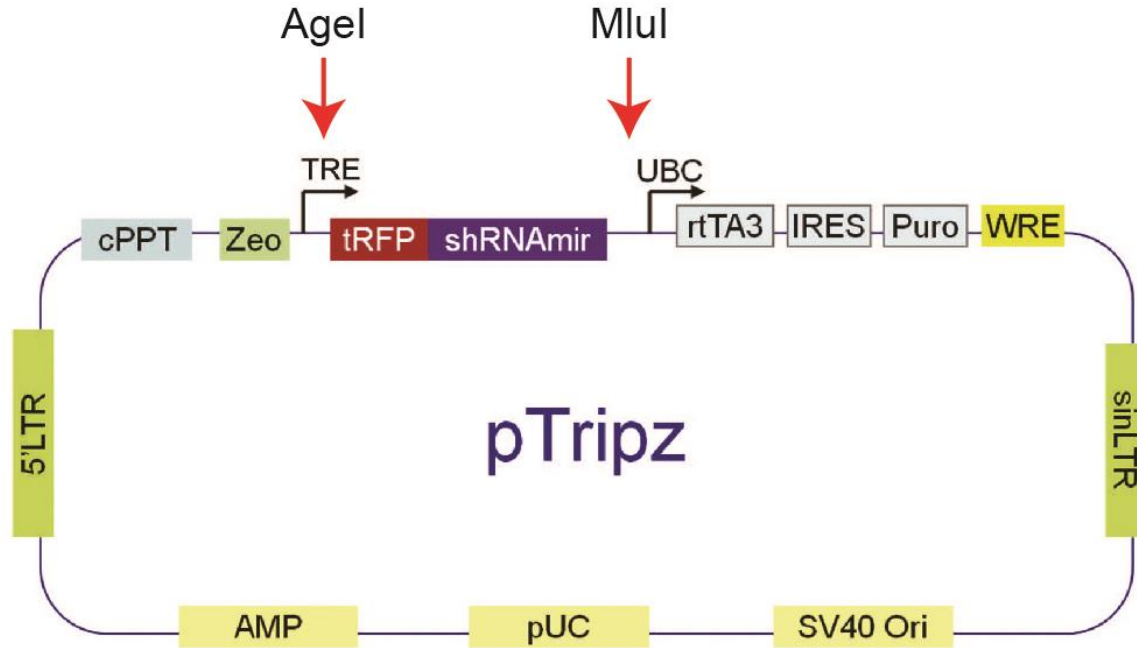 AgeI MluI
TRE UBC
cPPT Zeo tRFP shRNAmir rtTA3 IRES Puro WRE
5'LTR
pTripz
sinLTR
AMP pUC SV40 Ori